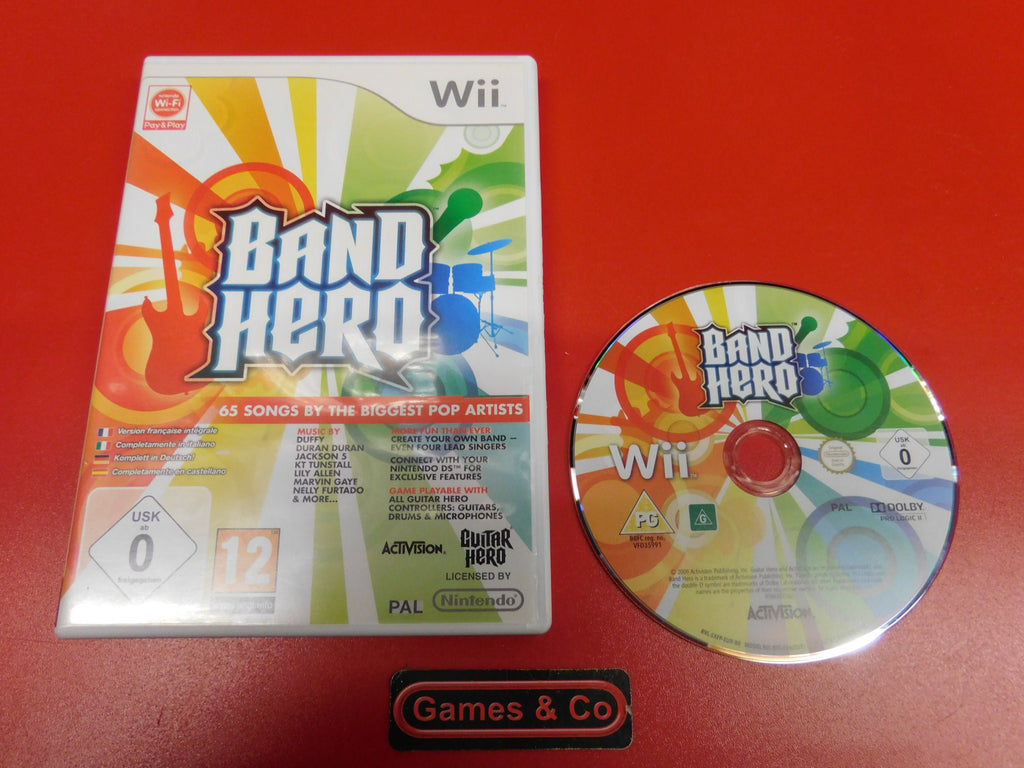 Nintendo
Wi-Fi
connection
Pay & Play
Wii
BAND
HERO
65 SONGS BY THE BIGGEST POP ARTISTS
Version française intégrale
Completamente in italiano
Komplett in Deutsch!
Completamente en castellano
MUSIC BY
DUFFY
DURAN DURAN
JACKSON 5
KT TUNSTALL
LILY ALLEN
MARVIN GAYE
NELLY FURTADO
& MORE...
MORE FUN THAN EVER
CREATE YOUR OWN BAND —
EVEN FOUR LEAD SINGERS
CONNECT WITH YOUR
NINTENDO DS™ FOR
EXCLUSIVE FEATURES
GAME PLAYABLE WITH
ALL GUITAR HERO
CONTROLLERS: GUITARS,
DRUMS & MICROPHONES
USK
ab
0
freigegeben
12
ACTIVISION
GUITAR
HERO
LICENSED BY
PAL
Nintendo
BAND
HERO
Wii
USK
ab
0
PG
BBFC reg. no.
VFD35991
G
PAL
DOLBY
PRO LOGIC II
ACTIVISION
Games & Co